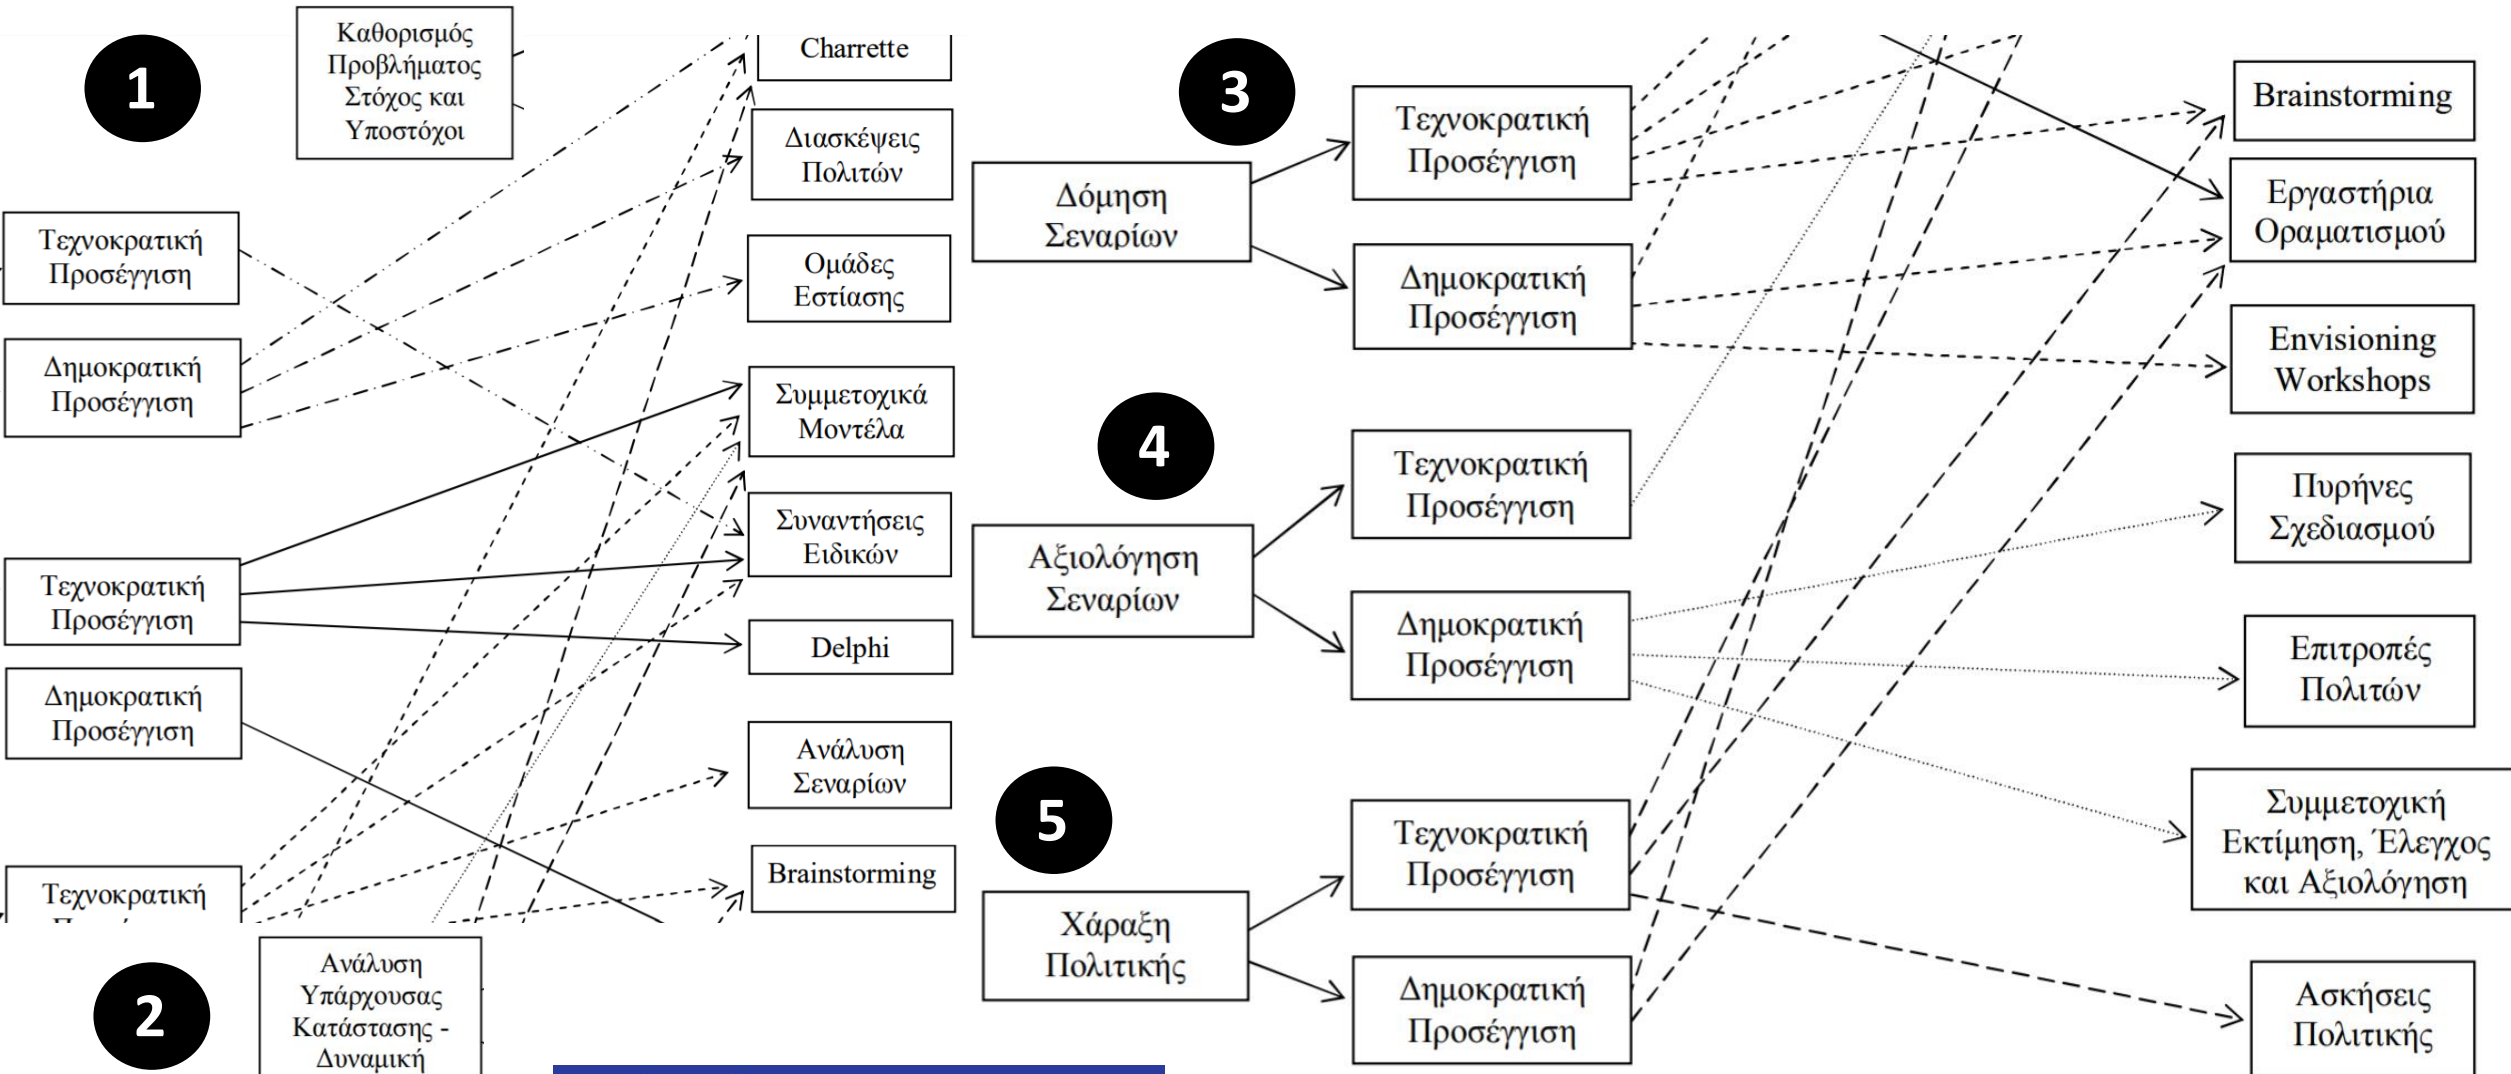 1
Καθορισμός
Προβλήματος
Στόχος και
Υποστόχοι
Τεχνοκρατική
Προσέγγιση
Δημοκρατική
Προσέγγιση
Τεχνοκρατική
Προσέγγιση
Δημοκρατική
Προσέγγιση
Τεχνοκρατική
2
Ανάλυση
Υπάρχουσας
Κατάστασης -
Δυναμική
Charrette
Διασκέψεις
Πολιτών
Ομάδες
Εστίασης
Συμμετοχικά
Μοντέλα
Συναντήσεις
Ειδικών
Delphi
Ανάλυση
Σεναρίων
Brainstorming
3
Δόμηση
Σεναρίων
Τεχνοκρατική
Προσέγγιση
Δημοκρατική
Προσέγγιση
4
Αξιολόγηση
Σεναρίων
Τεχνοκρατική
Προσέγγιση
Δημοκρατική
Προσέγγιση
5
Χάραξη
Πολιτικής
Τεχνοκρατική
Προσέγγιση
Δημοκρατική
Προσέγγιση
Brainstorming
Εργαστήρια
Οραματισμού
Envisioning
Workshops
Πυρήνες
Σχεδιασμού
Επιτροπές
Πολιτών
Συμμετοχική
Εκτίμηση, Έλεγχος
και Αξιολόγηση
Ασκήσεις
Πολιτικής